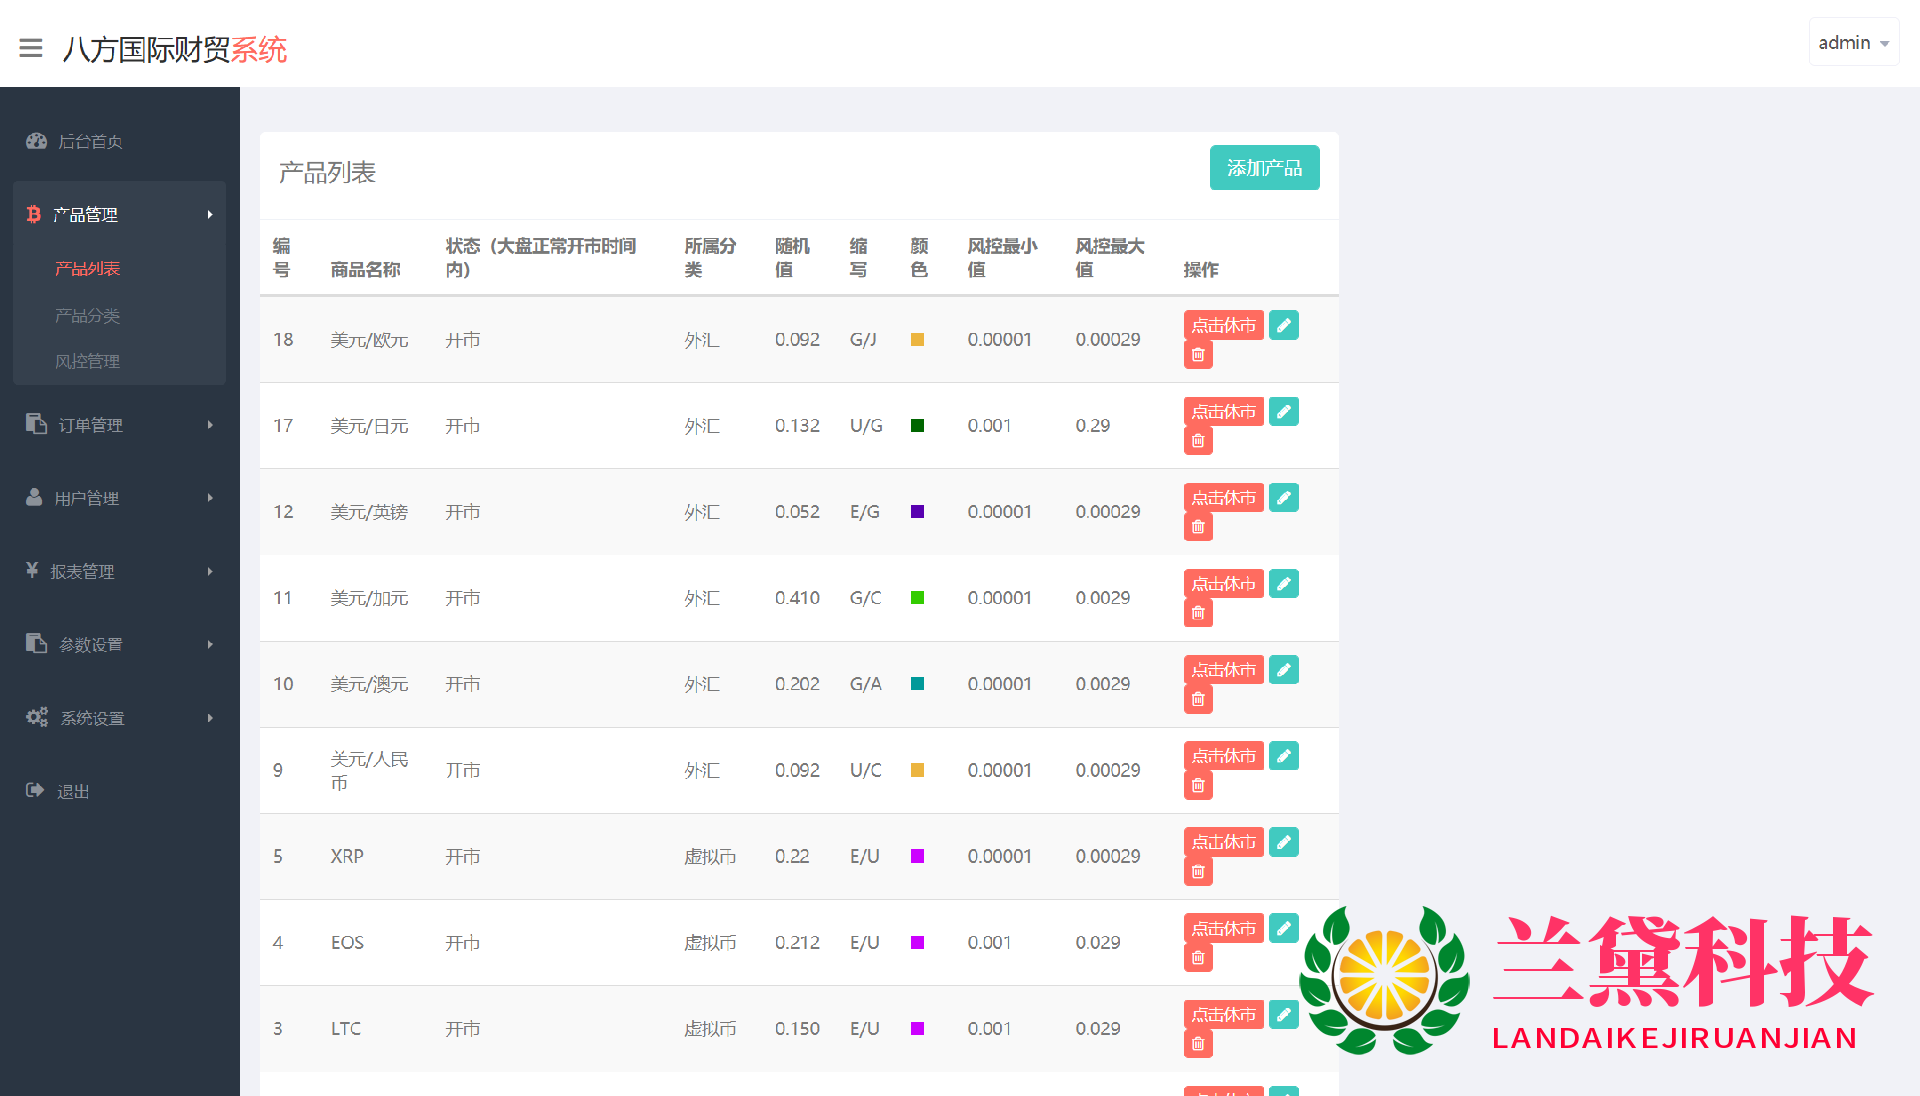 八方国际财贸系统
admin
后台首页
产品管理
产品列表
产品分类
风控管理
订单管理
用户管理
报表管理
参数设置
系统设置
退出
产品列表
添加产品
编号 商品名称 状态（大盘正常开市时间内） 所属分类 随机值 缩写 颜色 风控最小值 风控最大值 操作
18 美元/欧元 开市 外汇 0.092 G/J 0.00001 0.00029 点击休市
17 美元/日元 开市 外汇 0.132 U/G 0.001 0.29 点击休市
12 美元/英镑 开市 外汇 0.052 E/G 0.00001 0.00029 点击休市
11 美元/加元 开市 外汇 0.410 G/C 0.00001 0.0029 点击休市
10 美元/澳元 开市 外汇 0.202 G/A 0.00001 0.0029 点击休市
9 美元/人民币 开市 外汇 0.092 U/C 0.00001 0.00029 点击休市
5 XRP 开市 虚拟币 0.22 E/U 0.00001 0.00029 点击休市
4 EOS 开市 虚拟币 0.212 E/U 0.001 0.029 点击休市
3 LTC 开市 虚拟币 0.150 E/U 0.001 0.029 点击休市
兰黛科技
LANDAIKEJIRUANJIAN